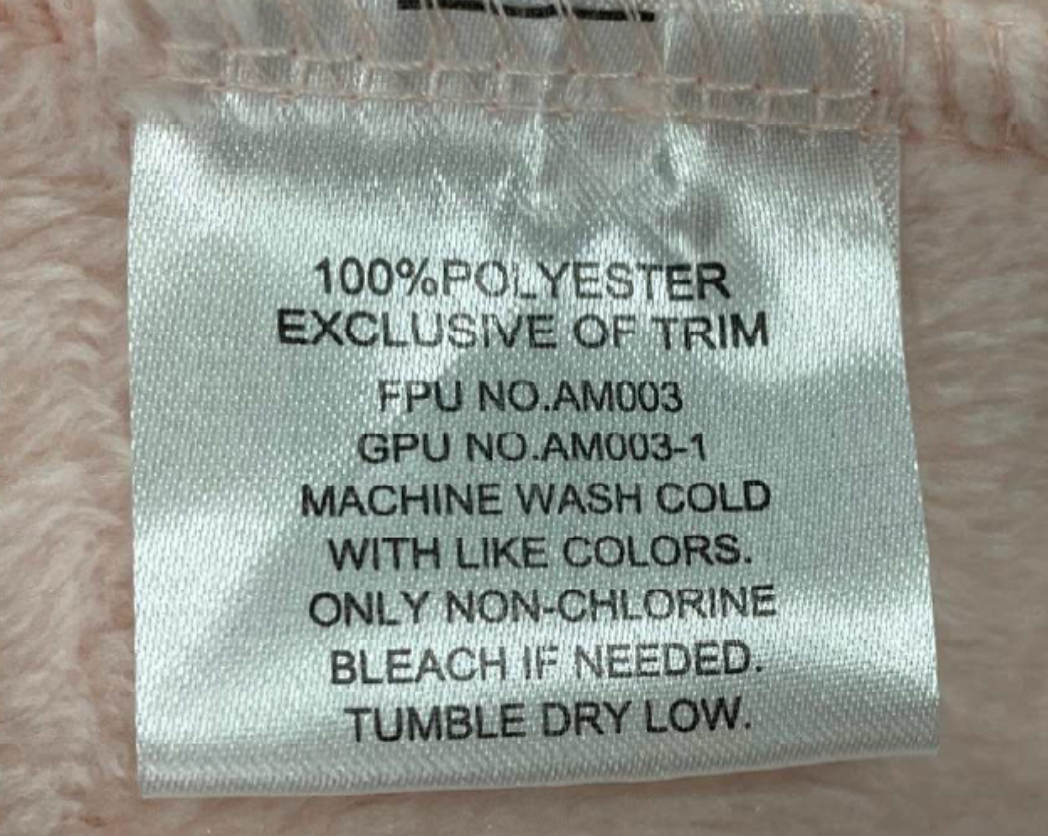 100%POLYESTER
EXCLUSIVE OF TRIM
FPU NO.AM003
GPU NO.AM003-1
MACHINE WASH COLD
WITH LIKE COLORS.
ONLY NON-CHLORINE
BLEACH IF NEEDED.
TUMBLE DRY LOW.